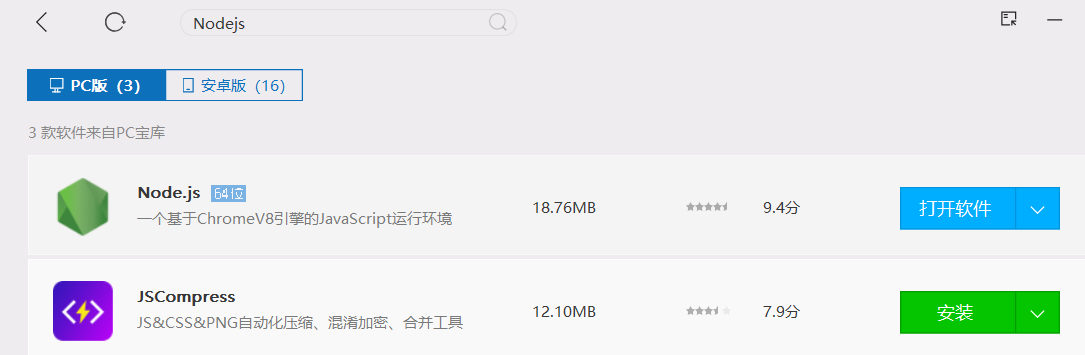 Nodejs
PC版（3） 安卓版（16）
3 款软件来自PC宝库
Node.js 64位
一个基于ChromeV8引擎的JavaScript运行环境
18.76MB 9.4分 打开软件
JSCompress
JS&CSS&PNG自动化压缩、混淆加密、合并工具
12.10MB 7.9分 安装